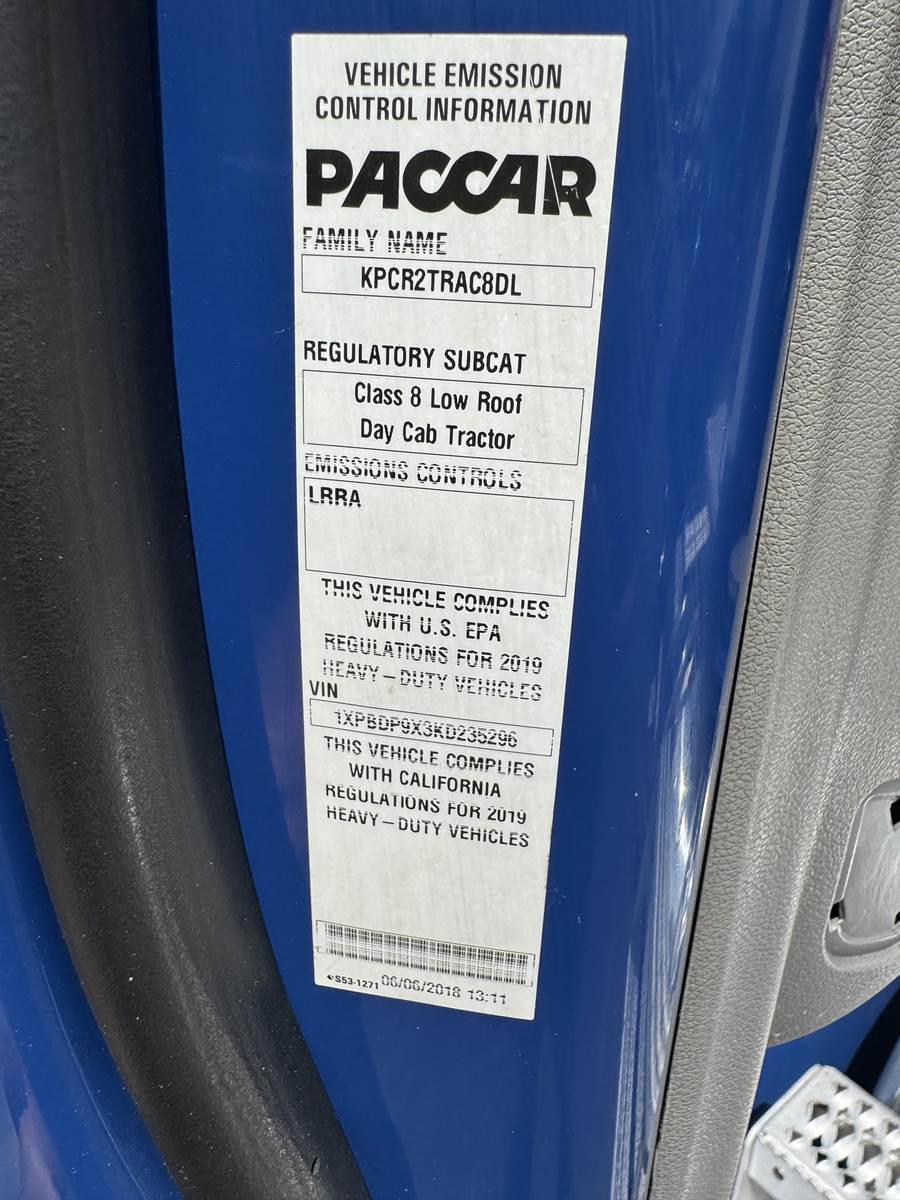 VEHICLE EMISSION
CONTROL INFORMATION
PACCAR
FAMILY NAME
KPCR2TRAC8DL
REGULATORY SUBCAT
Class 8 Low Roof
Day Cab Tractor
EMISSIONS CONTROLS
LRRA
THIS VEHICLE COMPLIES
WITH U.S. EPA
REGULATIONS FOR 2019
HEAVY-DUTY VEHICLES
VIN
1XPBDP9X3KD235296
THIS VEHICLE COMPLIES
WITH CALIFORNIA
REGULATIONS FOR 2019
HEAVY-DUTY VEHICLES
S53-1271 06/06/2018 13:11